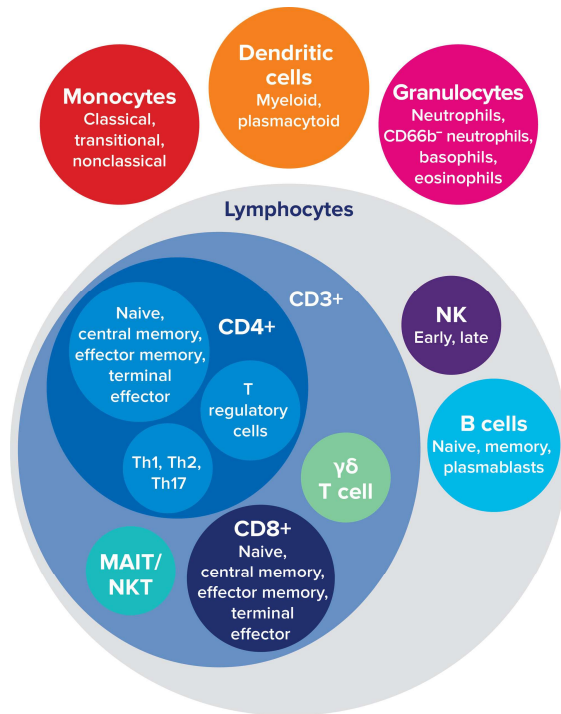 Monocytes
Classical,
transitional,
nonclassical
Dendritic
cells
Myeloid,
plasmacytoid
Granulocytes
Neutrophils,
CD66b⁻ neutrophils,
basophils,
eosinophils
Lymphocytes
CD3+
CD4+
Naive,
central memory,
effector memory,
terminal
effector
T
regulatory
cells
Th1, Th2,
Th17
NK
Early, late
B cells
Naive, memory,
plasmablasts
γδ
T cell
MAIT/
NKT
CD8+
Naive,
central memory,
effector memory,
terminal
effector